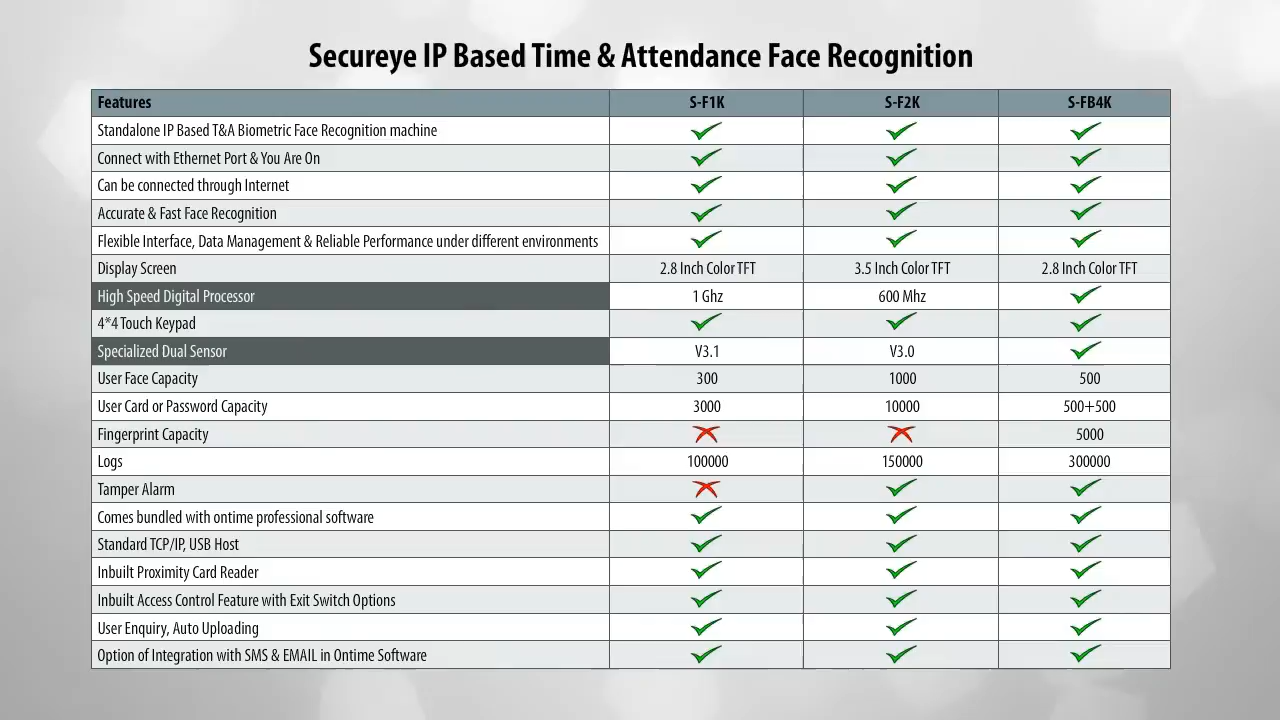 Secureye IP Based Time & Attendance Face Recognition
Features S-F1K S-F2K S-FB4K
Standalone IP Based T&A Biometric Face Recognition machine
Connect with Ethernet Port & You Are On
Can be connected through Internet
Accurate & Fast Face Recognition
Flexible Interface, Data Management & Reliable Performance under different environments
Display Screen 2.8 Inch Color TFT 3.5 Inch Color TFT 2.8 Inch Color TFT
High Speed Digital Processor 1 Ghz 600 Mhz
4*4 Touch Keypad
Specialized Dual Sensor V3.1 V3.0
User Face Capacity 300 1000 500
User Card or Password Capacity 3000 10000 500+500
Fingerprint Capacity 5000
Logs 100000 150000 300000
Tamper Alarm
Comes bundled with ontime professional software
Standard TCP/IP, USB Host
Inbuilt Proximity Card Reader
Inbuilt Access Control Feature with Exit Switch Options
User Enquiry, Auto Uploading
Option of Integration with SMS & EMAIL in Ontime Software